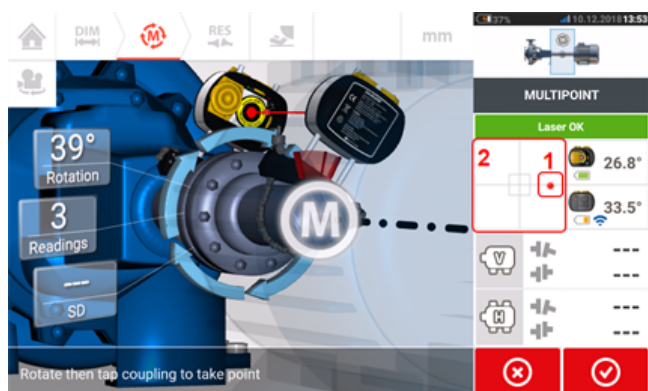 DIM
M
RES
mm
37%
10.12.2018 13:53
MULTIPOINT
Laser OK
2
1
26.8°
33.5°
39°
Rotation
3
Readings
---
SD
M
V
---
---
H
---
---
Rotate then tap coupling to take point